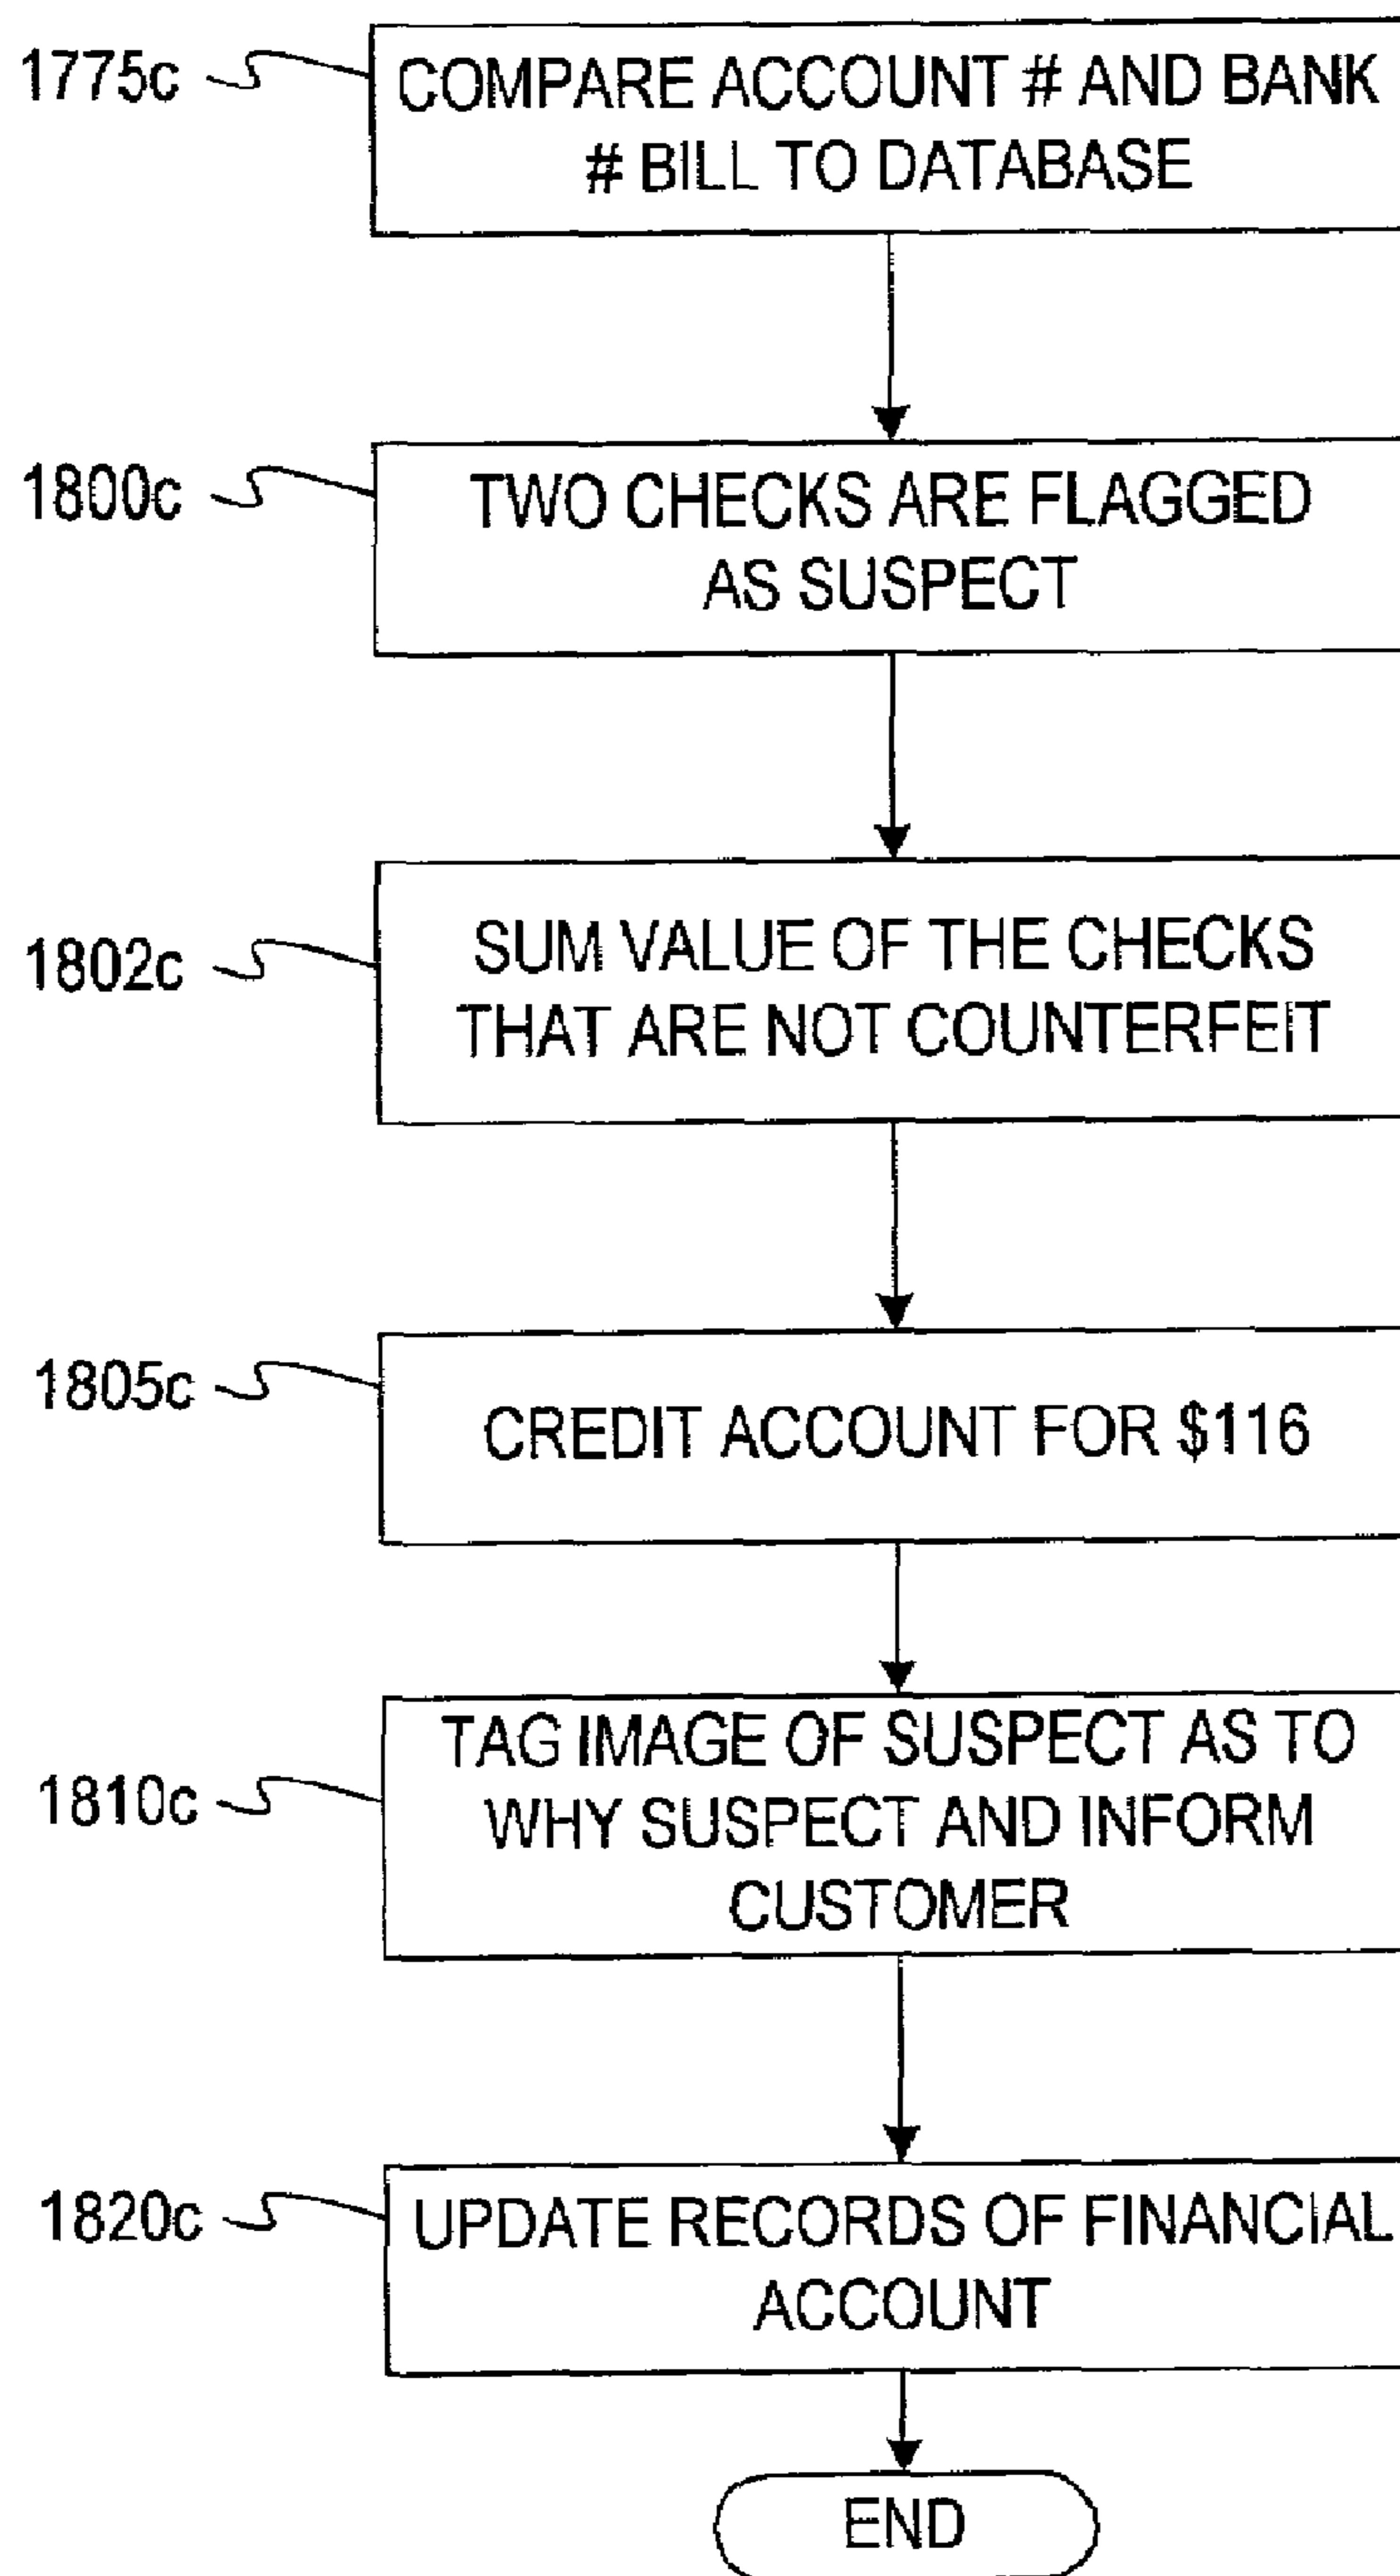 1775c
COMPARE ACCOUNT # AND BANK
# BILL TO DATABASE
1800c
TWO CHECKS ARE FLAGGED
AS SUSPECT
1802c
SUM VALUE OF THE CHECKS
THAT ARE NOT COUNTERFEIT
1805c
CREDIT ACCOUNT FOR $116
1810c
TAG IMAGE OF SUSPECT AS TO
WHY SUSPECT AND INFORM
CUSTOMER
1820c
UPDATE RECORDS OF FINANCIAL
ACCOUNT
END